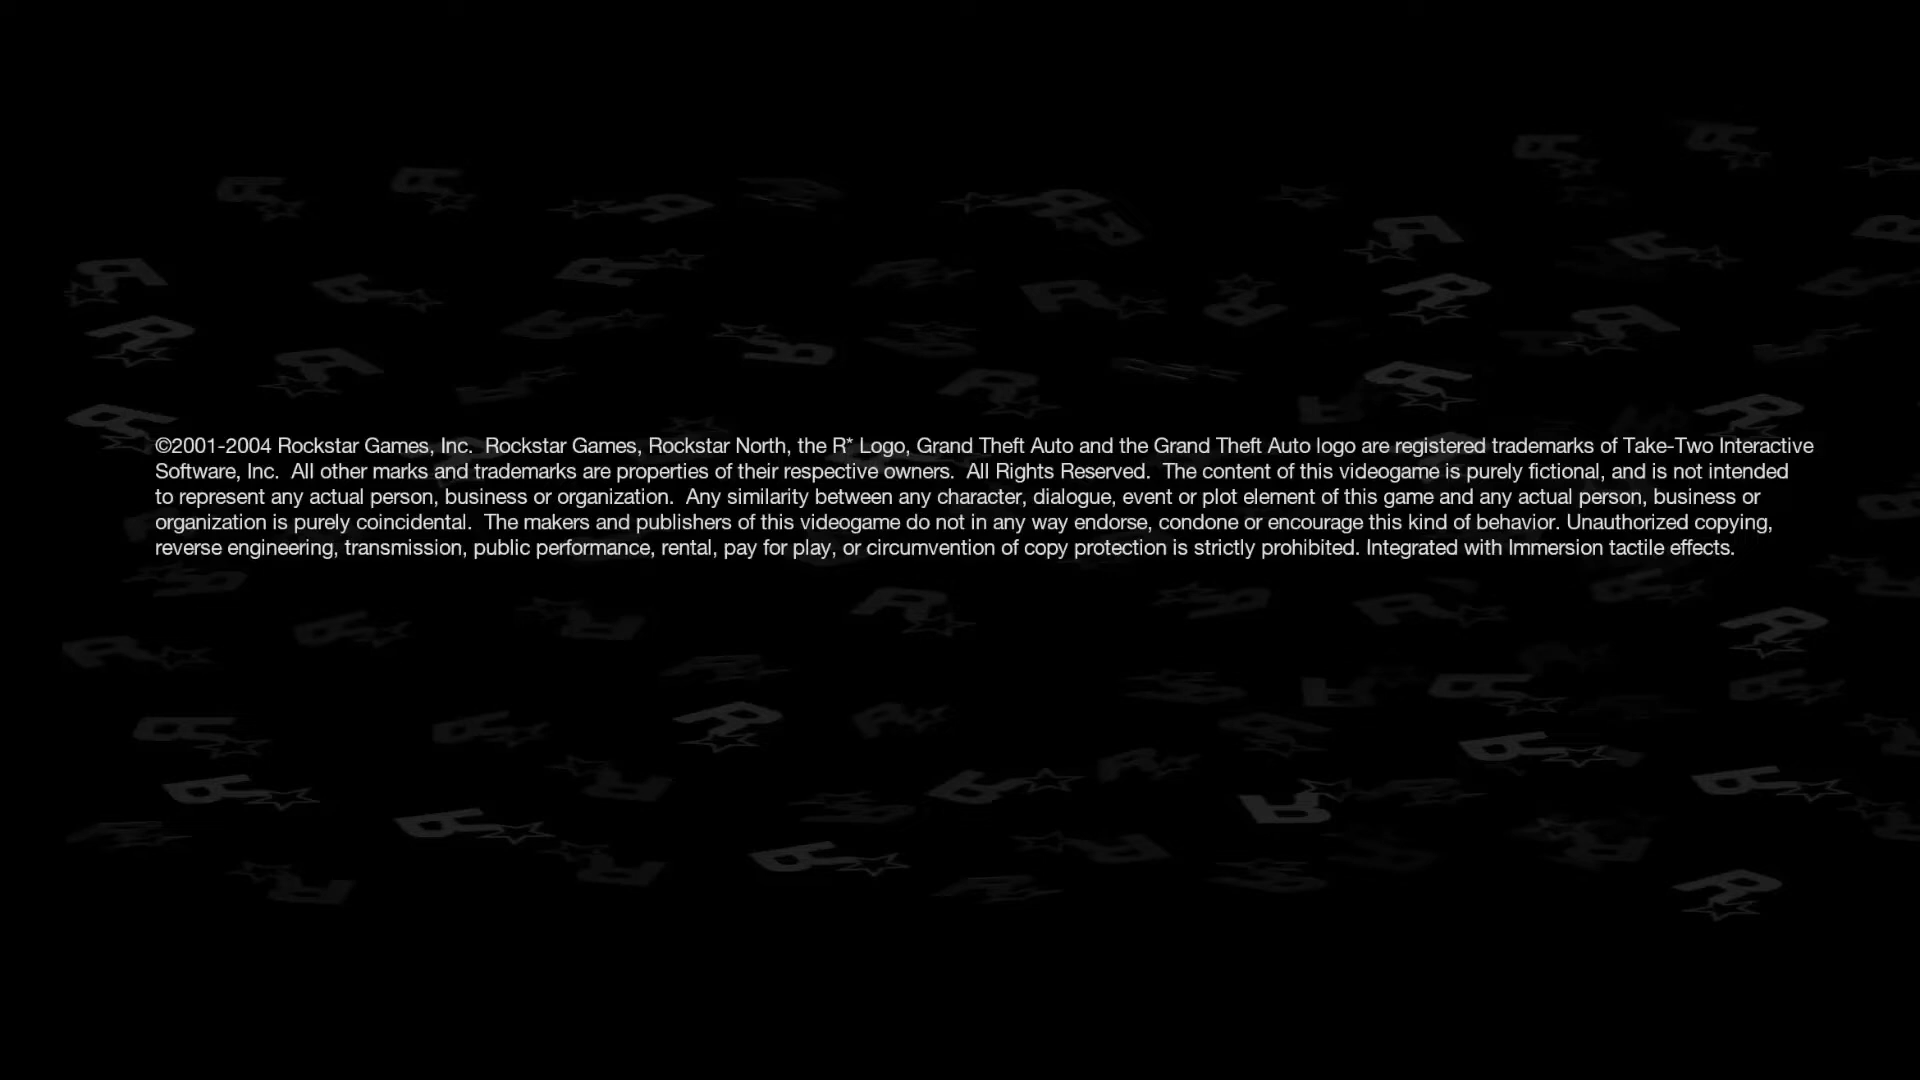 ©2001-2004 Rockstar Games, Inc.  Rockstar Games, Rockstar North, the R* Logo, Grand Theft Auto and the Grand Theft Auto logo are registered trademarks of Take-Two Interactive
Software, Inc.  All other marks and trademarks are properties of their respective owners.  All Rights Reserved.  The content of this videogame is purely fictional, and is not intended
to represent any actual person, business or organization.  Any similarity between any character, dialogue, event or plot element of this game and any actual person, business or
organization is purely coincidental.  The makers and publishers of this videogame do not in any way endorse, condone or encourage this kind of behavior. Unauthorized copying,
reverse engineering, transmission, public performance, rental, pay for play, or circumvention of copy protection is strictly prohibited. Integrated with Immersion tactile effects.